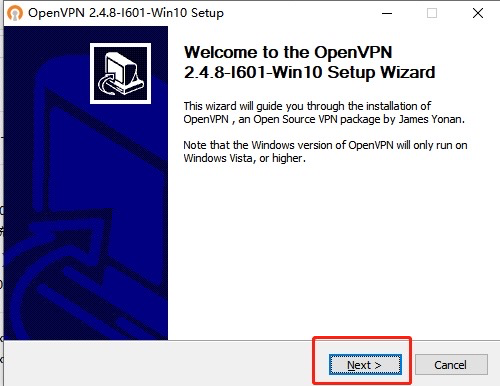 OpenVPN 2.4.8-I601-Win10 Setup
Welcome to the OpenVPN
2.4.8-I601-Win10 Setup Wizard
This wizard will guide you through the installation of
OpenVPN , an Open Source VPN package by James Yonan.
Note that the Windows version of OpenVPN will only run on
Windows Vista, or higher.
Next >
Cancel